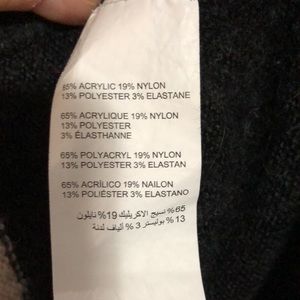 65% ACRYLIC 19% NYLON
13% POLYESTER 3% ELASTANE
65% ACRYLIQUE 19% NYLON
13% POLYESTER
3% ÉLASTHANNE
65% POLYACRYL 19% NYLON
13% POLYESTER 3% ELASTAN
65% ACRÍLICO 19% NAILON
13% POLIÉSTER 3% ELASTANO
65% نسيج الاكريليك 19% نايلون
13 % بوليستر 3 % ألياف لدنة